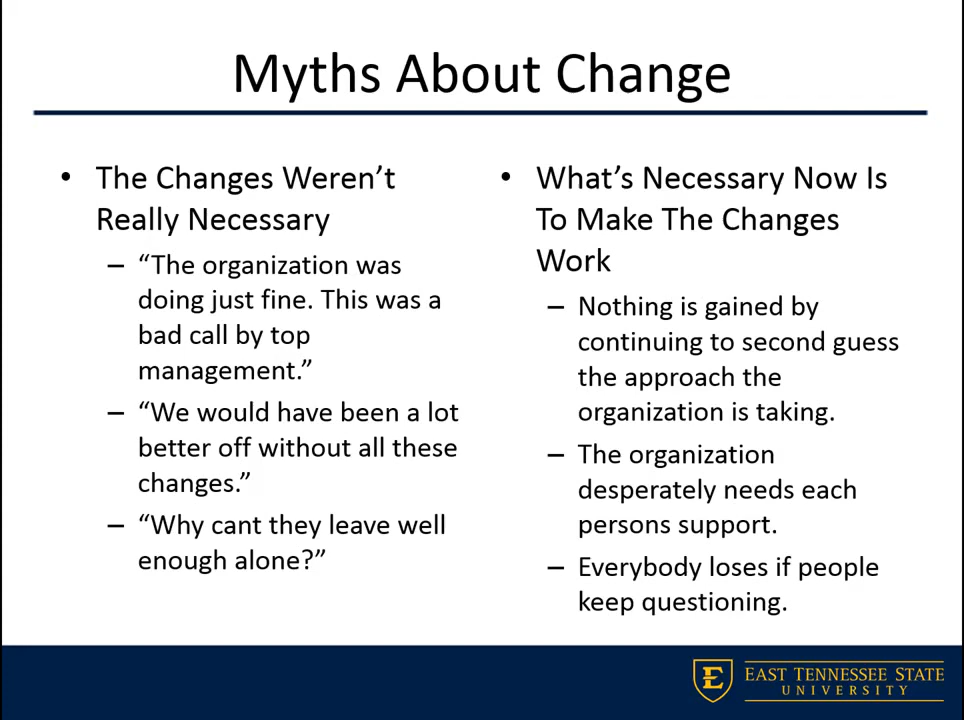 Myths About Change
• The Changes Weren’t
Really Necessary
– “The organization was
doing just fine. This was a
bad call by top
management.”
– “We would have been a lot
better off without all these
changes.”
– “Why cant they leave well
enough alone?”
• What’s Necessary Now Is
To Make The Changes
Work
– Nothing is gained by
continuing to second guess
the approach the
organization is taking.
– The organization
desperately needs each
persons support.
– Everybody loses if people
keep questioning.
E
EAST TENNESSEE STATE
UNIVERSITY